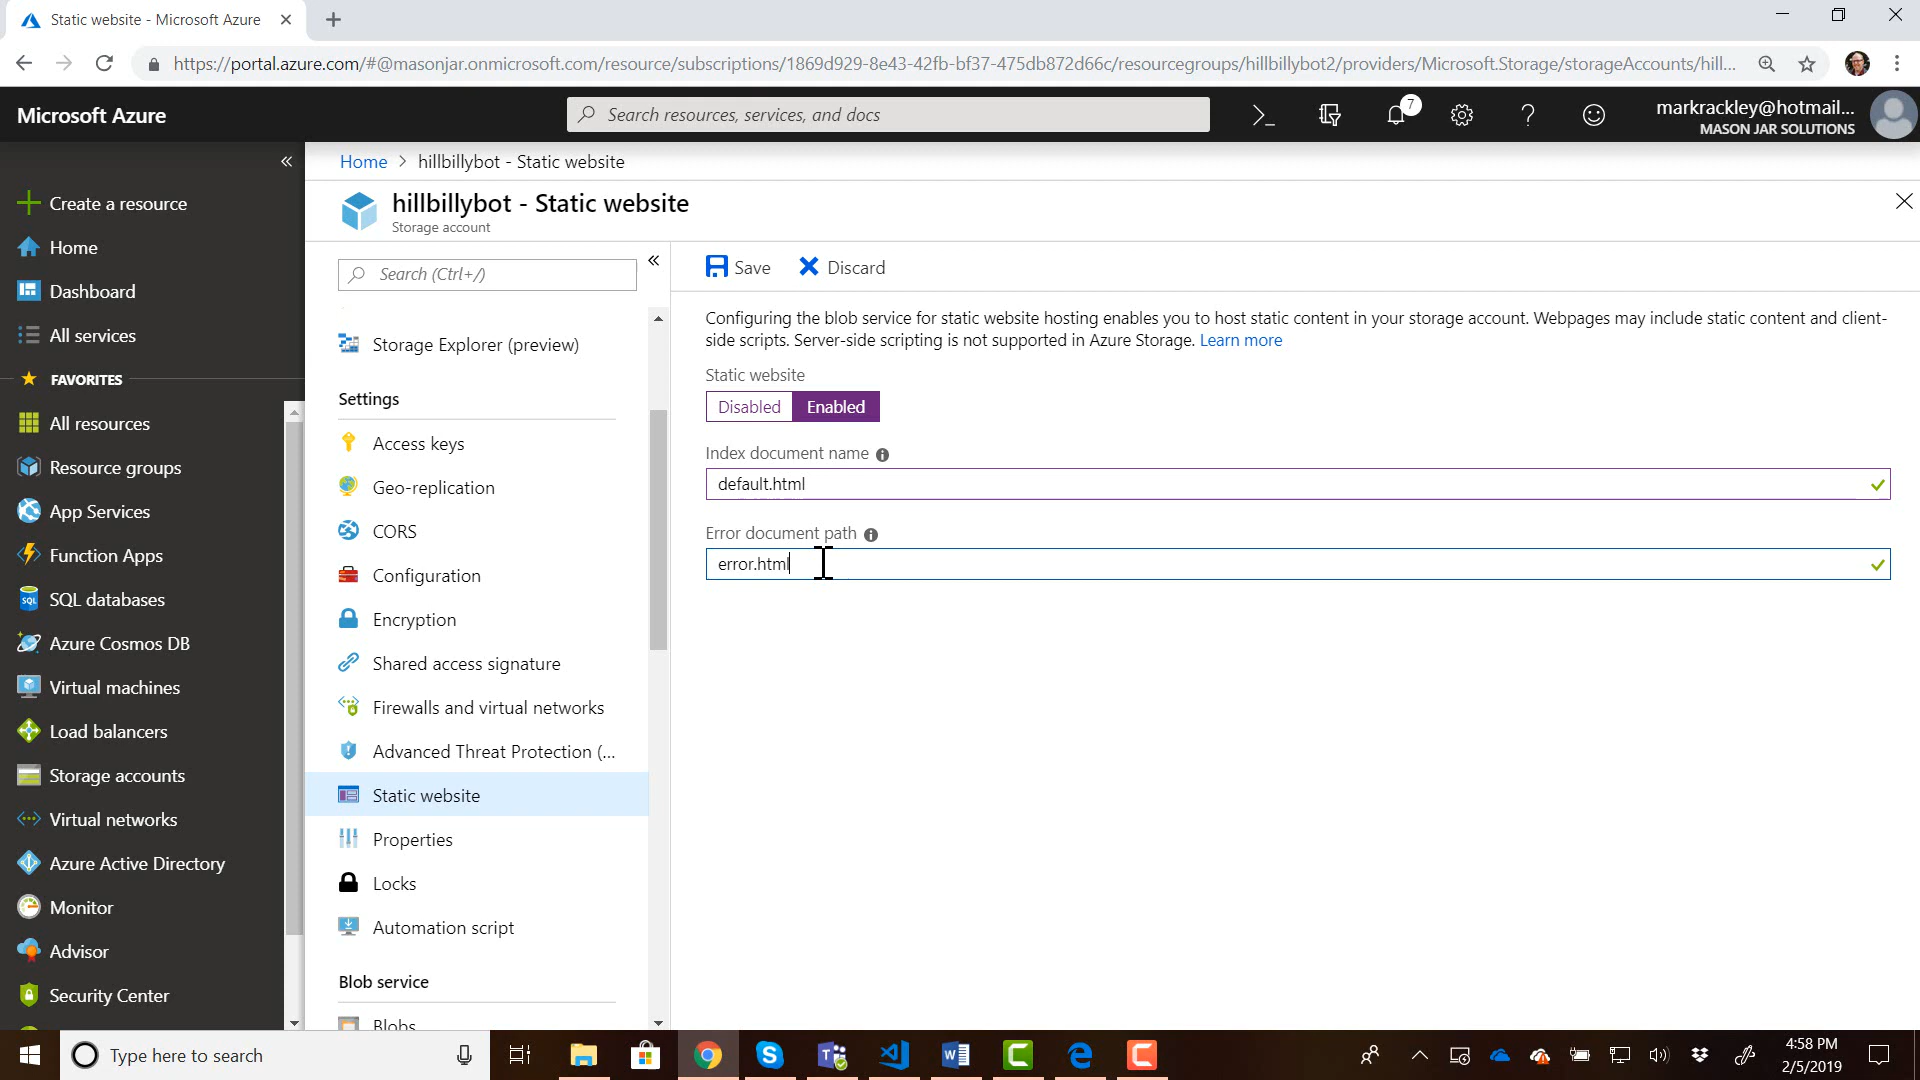 Static website - Microsoft Azure
https://portal.azure.com/#@masonjar.onmicrosoft.com/resource/subscriptions/1869d929-8e43-42fb-bf37-475db872d66c/resourcegroups/hillbillybot2/providers/Microsoft.Storage/storageAccounts/hill...
Microsoft Azure
Search resources, services, and docs
7
markrackley@hotmail...
MASON JAR SOLUTIONS
Create a resource
Home
Dashboard
All services
FAVORITES
All resources
Resource groups
App Services
Function Apps
SQL databases
Azure Cosmos DB
Virtual machines
Load balancers
Storage accounts
Virtual networks
Azure Active Directory
Monitor
Advisor
Security Center
Home > hillbillybot - Static website
hillbillybot - Static website
Storage account
Search (Ctrl+/)
Storage Explorer (preview)
Settings
Access keys
Geo-replication
CORS
Configuration
Encryption
Shared access signature
Firewalls and virtual networks
Advanced Threat Protection (...
Static website
Properties
Locks
Automation script
Blob service
Blobs
Save
Discard
Configuring the blob service for static website hosting enables you to host static content in your storage account. Webpages may include static content and client-
side scripts. Server-side scripting is not supported in Azure Storage. Learn more
Static website
Disabled
Enabled
Index document name
default.html
Error document path
error.html
Type here to search
4:58 PM
2/5/2019